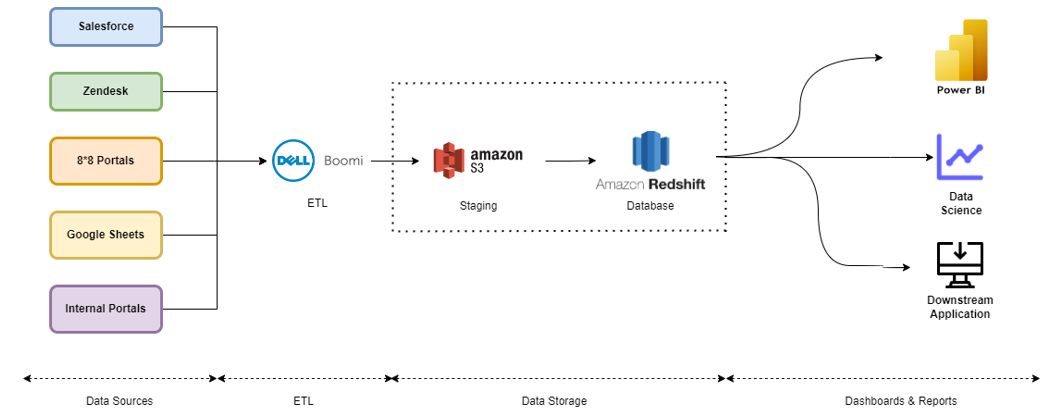 Salesforce
Zendesk
8*8 Portals
Google Sheets
Internal Portals
DELL Boomi
ETL
amazon
S3
Staging
Amazon Redshift
Database
Power BI
Data
Science
Downstream
Application
Data Sources
ETL
Data Storage
Dashboards & Reports